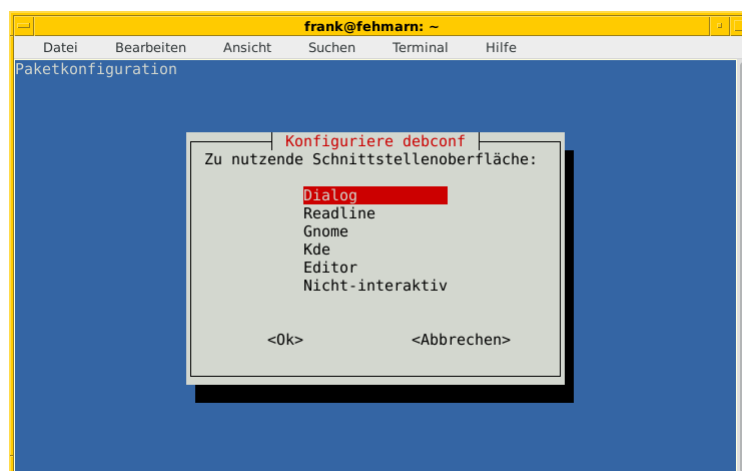 frank@fehmarn: ~
Datei Bearbeiten Ansicht Suchen Terminal Hilfe
Paketkonfiguration
Konfiguriere debconf
Zu nutzende Schnittstellenoberfläche:
Dialog
Readline
Gnome
Kde
Editor
Nicht-interaktiv
<Ok> <Abbrechen>